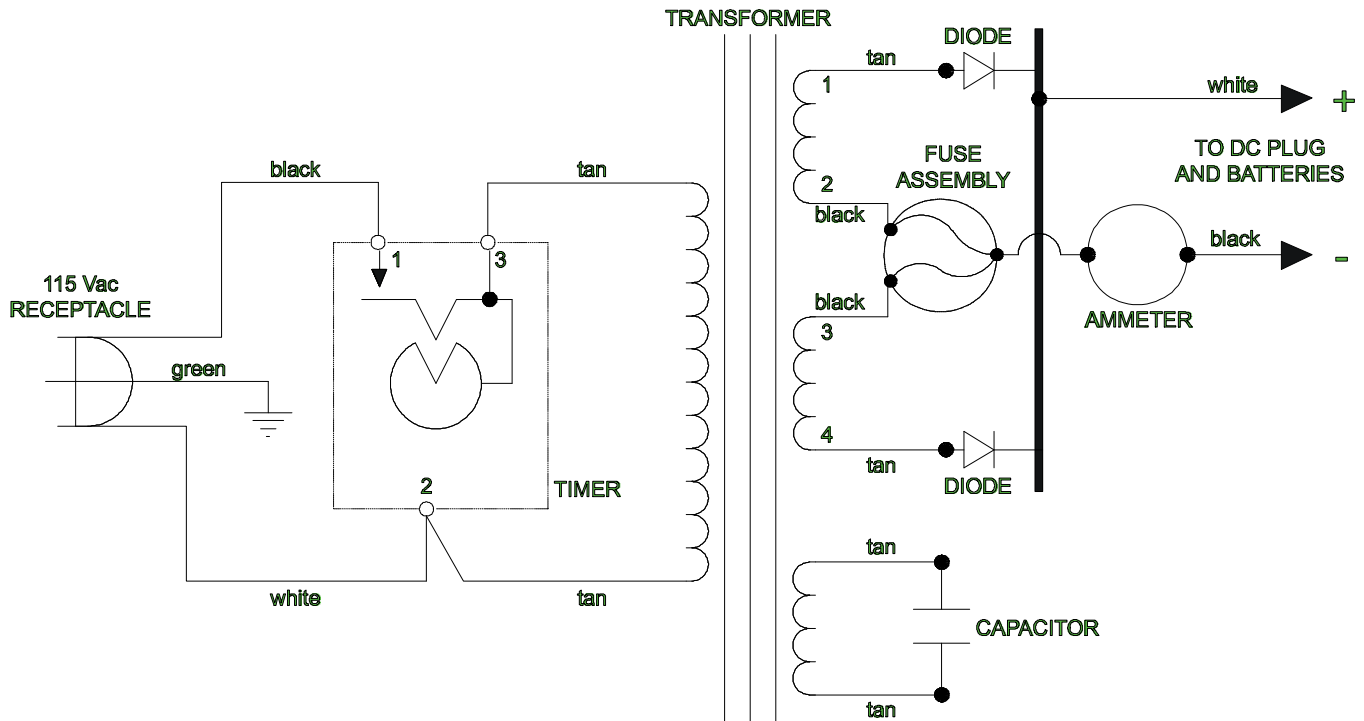 TRANSFORMER
DIODE
tan
1
white
+
FUSE
ASSEMBLY
TO DC PLUG
AND BATTERIES
black
tan
2
black
1
3
black
-
115 Vac
RECEPTACLE
black
3
AMMETER
green
4
tan
DIODE
2
TIMER
tan
white
tan
CAPACITOR
tan